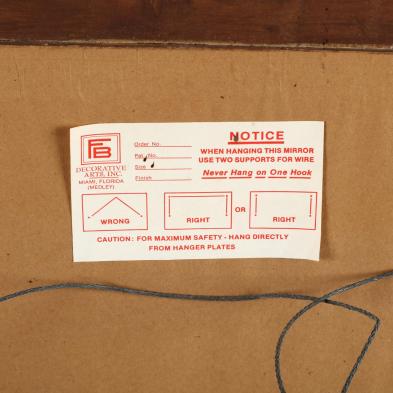 FB
DECORATIVE
ARTS, INC.
MIAMI, FLORIDA
(MEDLEY)
Order No.
Pat. No.
Size
Finish
NOTICE
WHEN HANGING THIS MIRROR
USE TWO SUPPORTS FOR WIRE
Never Hang on One Hook
WRONG
RIGHT
OR
RIGHT
CAUTION: FOR MAXIMUM SAFETY - HANG DIRECTLY
FROM HANGER PLATES